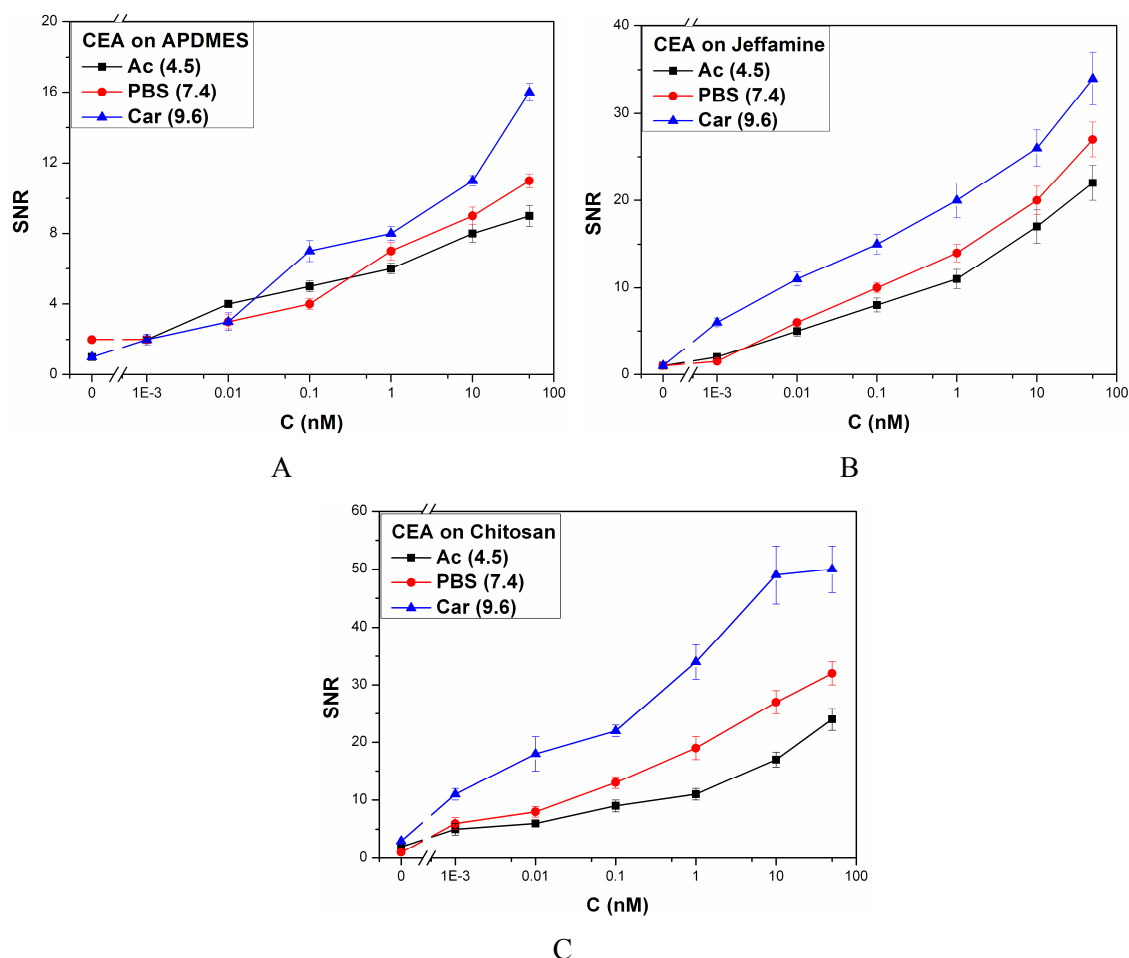 CEA on APDMES
Ac (4.5)
PBS (7.4)
Car (9.6)
20
16
12
8
4
0
SNR
0 1E-3 0.01 0.1 1 10 100
C (nM)
A
CEA on Jeffamine
Ac (4.5)
PBS (7.4)
Car (9.6)
40
30
20
10
0
SNR
0 1E-3 0.01 0.1 1 10 100
C (nM)
B
CEA on Chitosan
Ac (4.5)
PBS (7.4)
Car (9.6)
60
50
40
30
20
10
0
SNR
0 1E-3 0.01 0.1 1 10 100
C (nM)
C